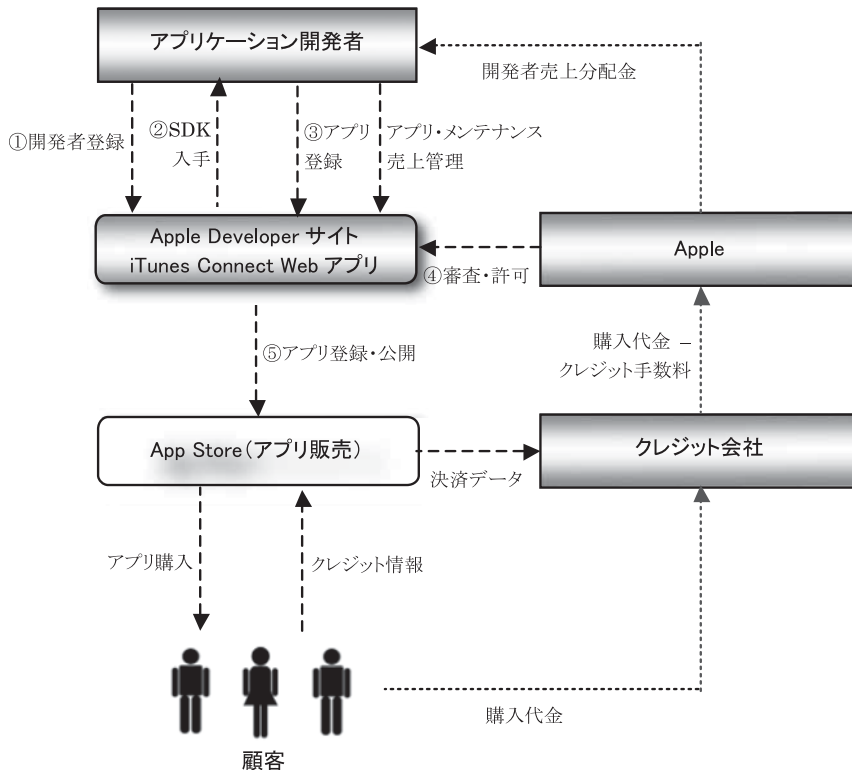 アプリケーション開発者
開発者売上分配金
①開発者登録
②SDK
入手
③アプリ
登録
アプリ・メンテナンス
売上管理
Apple Developer サイト
iTunes Connect Web アプリ
Apple
④審査・許可
⑤アプリ登録・公開
購入代金 –
クレジット手数料
App Store(アプリ販売)
クレジット会社
決済データ
アプリ購入
クレジット情報
購入代金
顧客